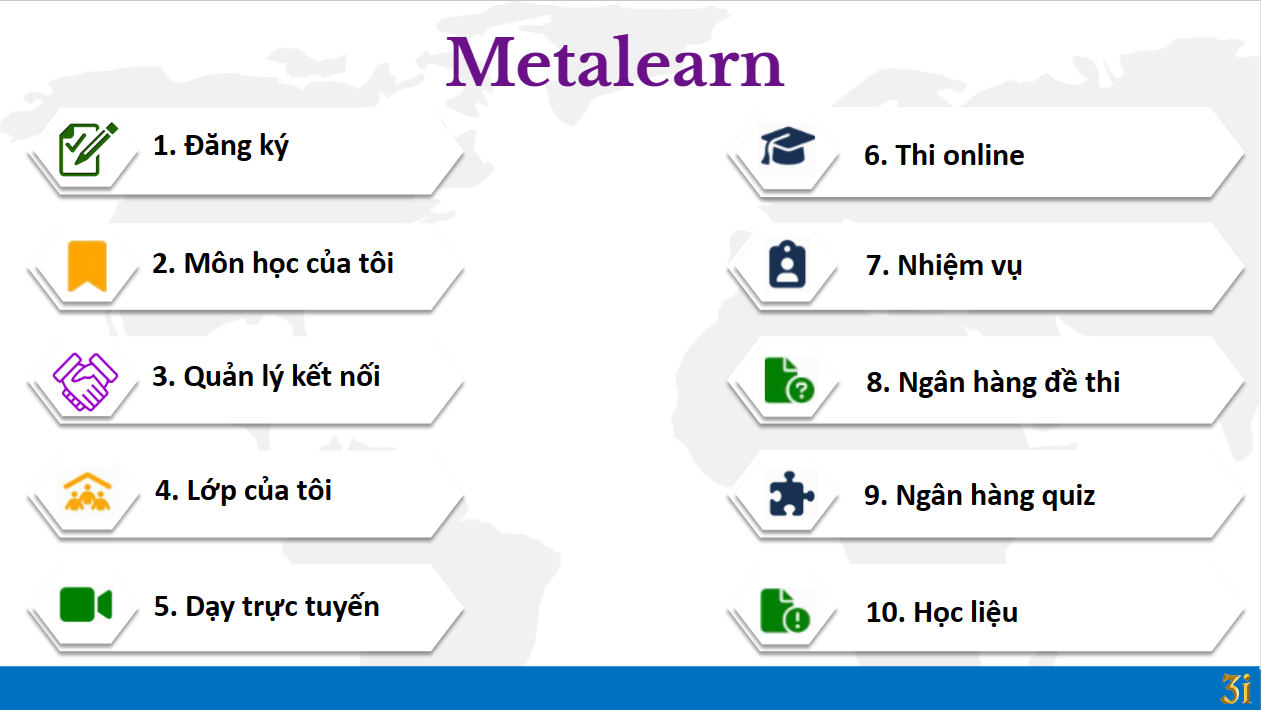 Metalearn
1. Đăng ký
2. Môn học của tôi
3. Quản lý kết nối
4. Lớp của tôi
5. Dạy trực tuyến
6. Thi online
7. Nhiệm vụ
8. Ngân hàng đề thi
9. Ngân hàng quiz
10. Học liệu
3i